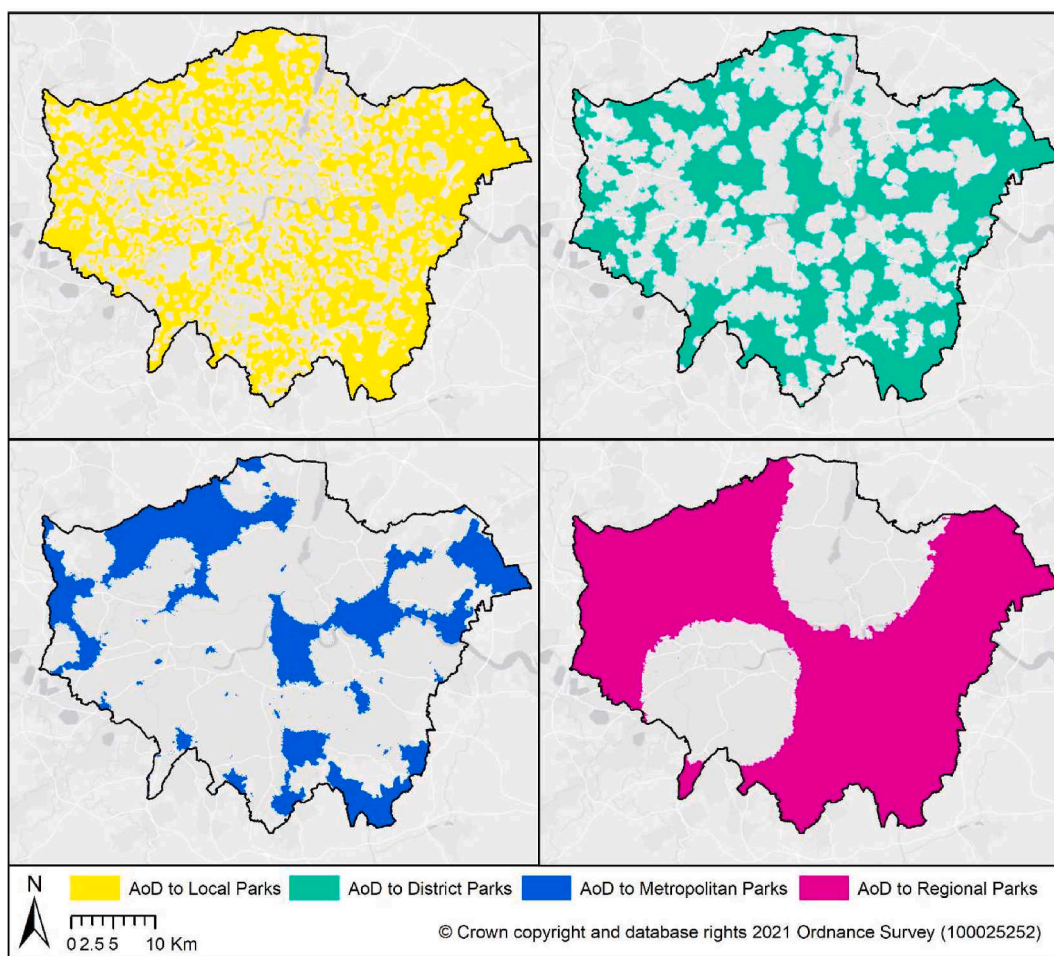 N
AoD to Local Parks AoD to District Parks AoD to Metropolitan Parks AoD to Regional Parks
0 2.5 5 10 Km
© Crown copyright and database rights 2021 Ordnance Survey (100025252)